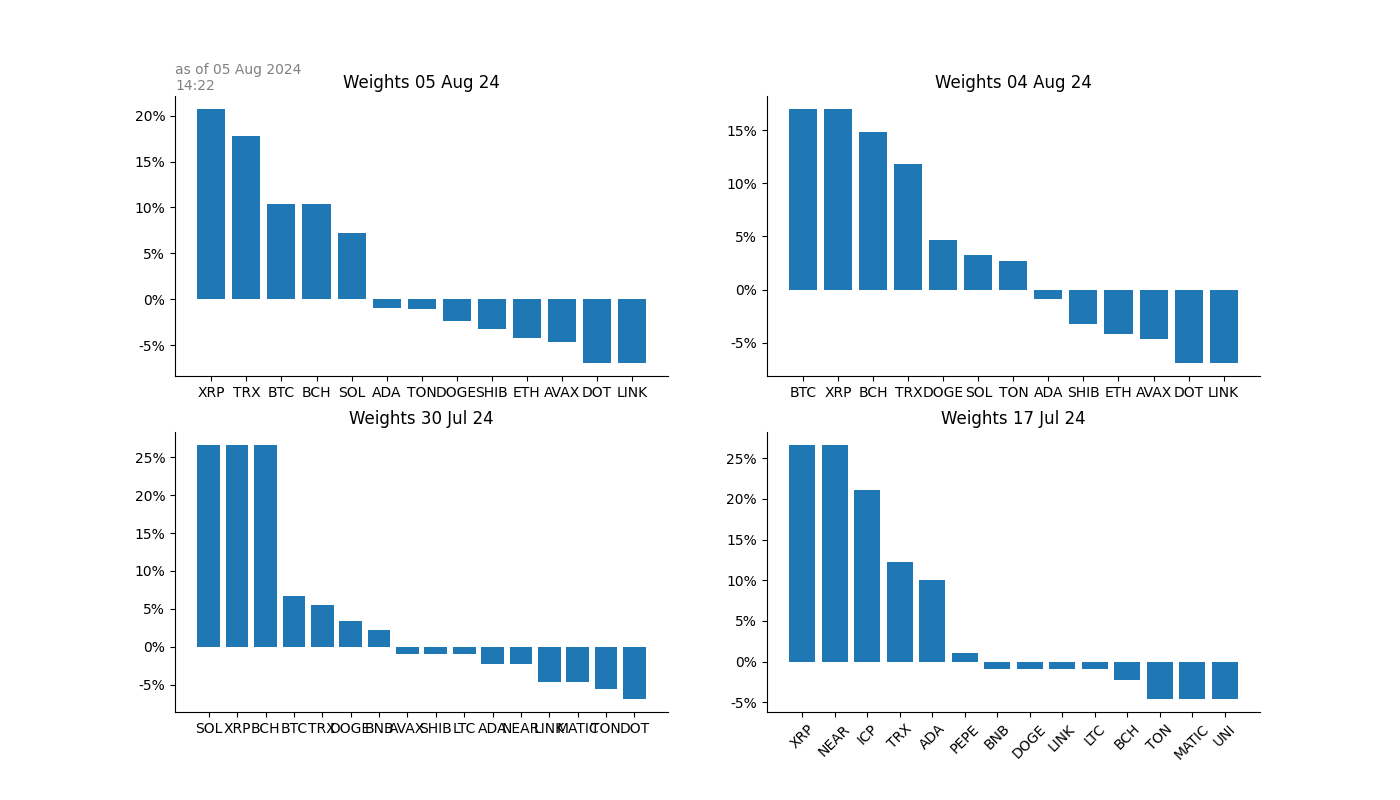 as of 05 Aug 2024
14:22
Weights 05 Aug 24
20%
15%
10%
5%
0%
-5%
XRP TRX BTC BCH SOL ADA TON DOGE SHIB ETH AVAX DOT LINK
Weights 04 Aug 24
15%
10%
5%
0%
-5%
BTC XRP BCH TRX DOGE SOL TON ADA SHIB ETH AVAX DOT LINK
Weights 30 Jul 24
25%
20%
15%
10%
5%
0%
-5%
SOL XRP BCH BTC TRX DOGE BNB AVAX SHIB LTC ADA NEAR LINK MATIC TON DOT
Weights 17 Jul 24
25%
20%
15%
10%
5%
0%
-5%
XRP NEAR ICP TRX ADA PEPE BNB DOGE LINK LTC BCH TON MATIC UNI